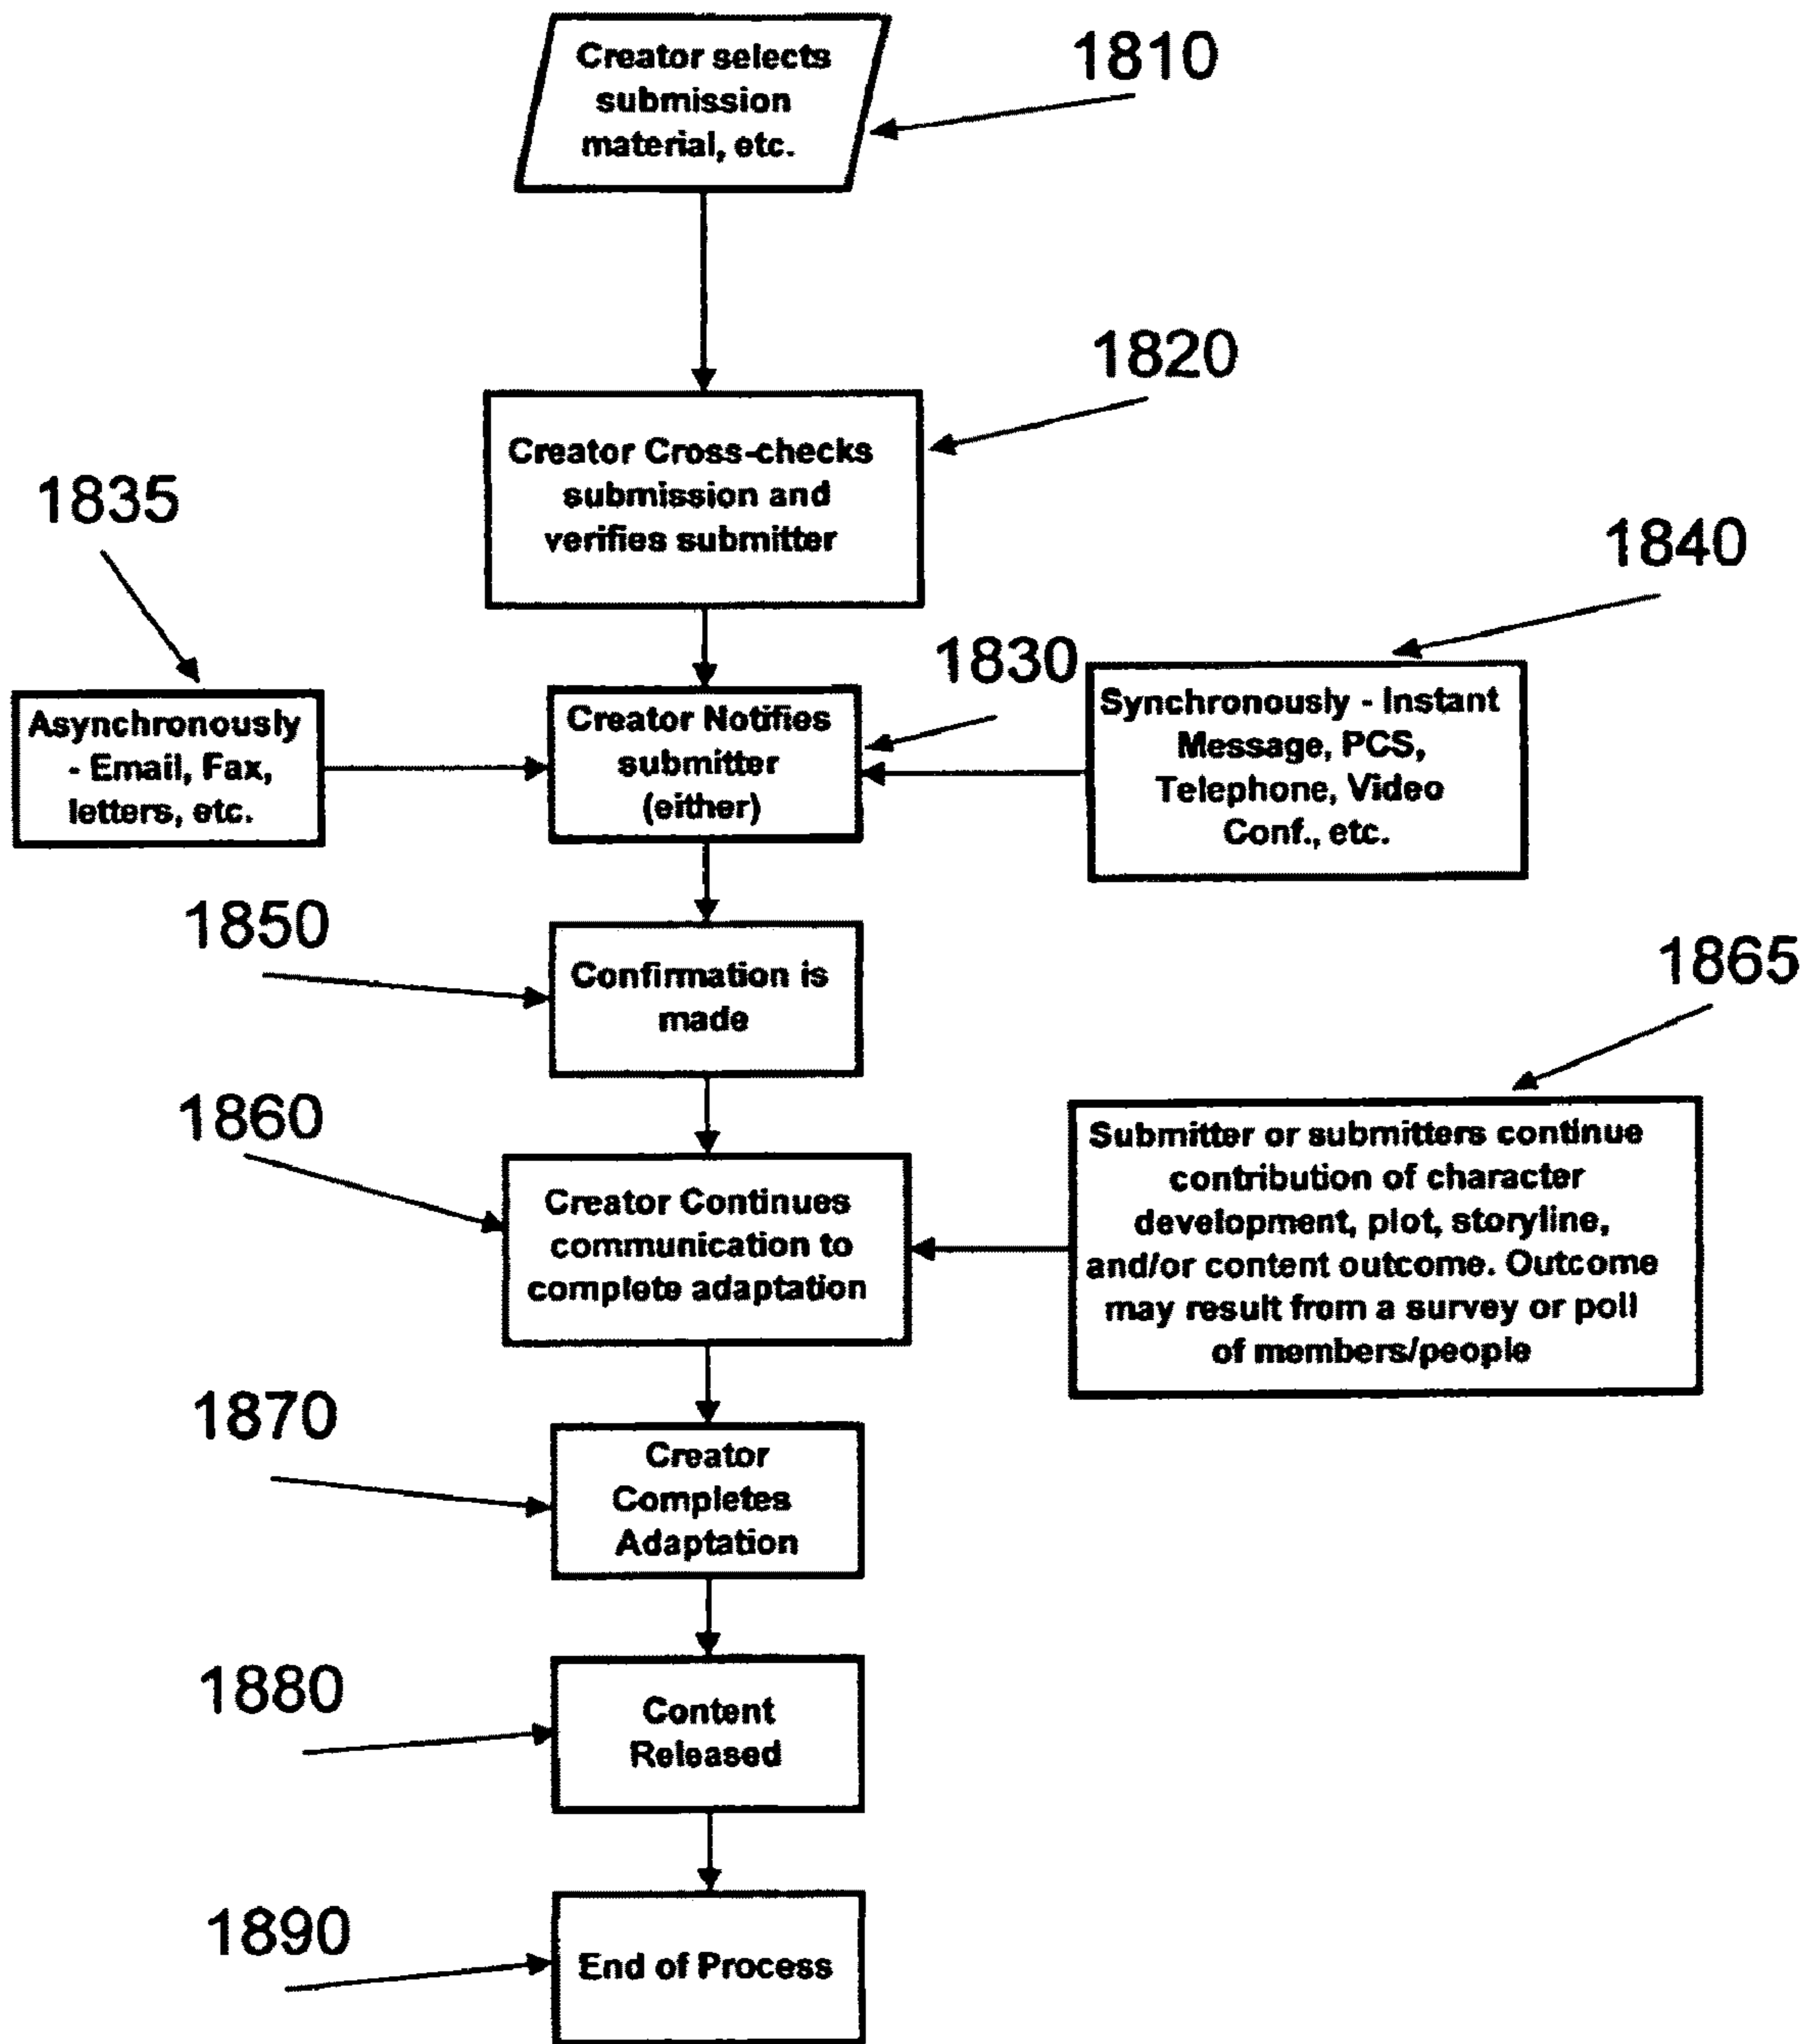 Creator selects
submission
material, etc.
1810
1820
Creator Cross-checks
submission and
verifies submitter
1835
1840
1830
Asynchronously
- Email, Fax,
letters, etc.
Creator Notifies
submitter
(either)
Synchronously - Instant
Message, PCS,
Telephone, Video
Conf., etc.
1850
Confirmation is
made
1865
1860
Creator Continues
communication to
complete adaptation
Submitter or submitters continue
contribution of character
development, plot, storyline,
and/or content outcome. Outcome
may result from a survey or poll
of members/people
1870
Creator
Completes
Adaptation
1880
Content
Released
1890
End of Process